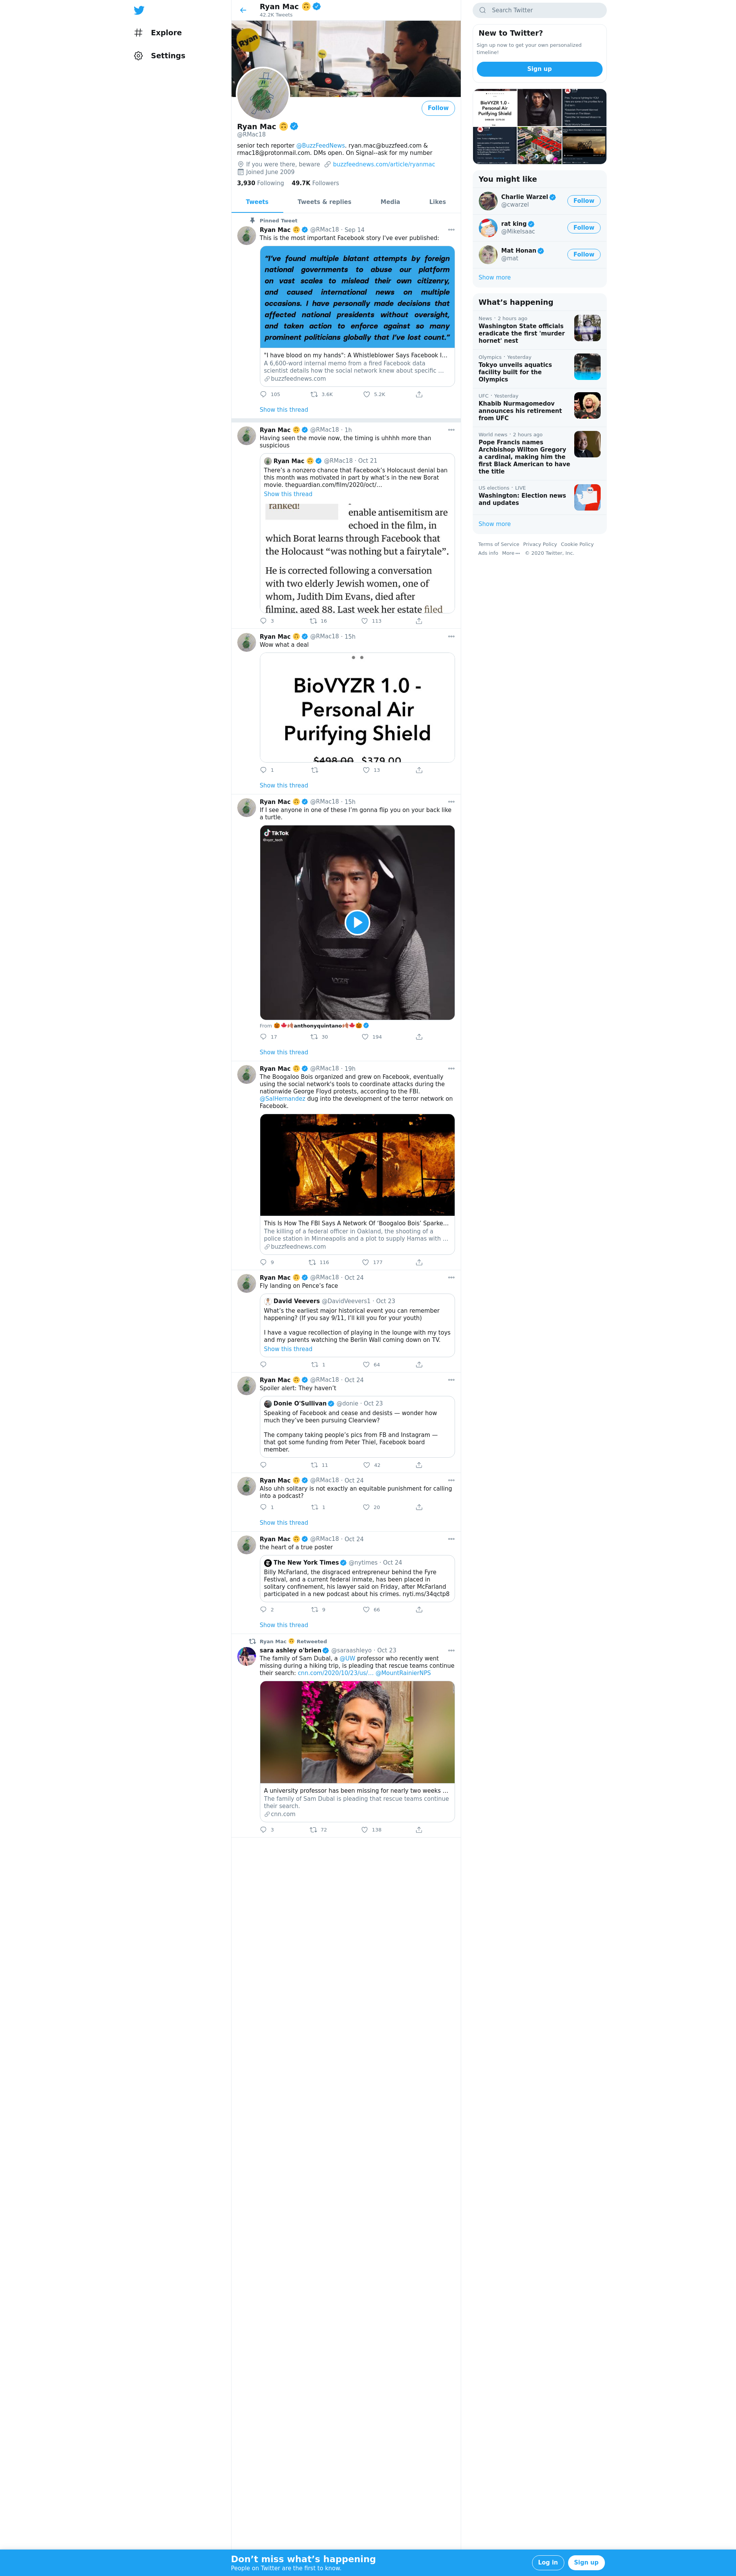 Explore
Settings
Ryan Mac 🙃
42.2K Tweets
Ryan
Follow
Ryan Mac 🙃
@RMac18
senior tech reporter @BuzzFeedNews. ryan.mac@buzzfeed.com &
rmac18@protonmail.com. DMs open. On Signal--ask for my number
If you were there, beware buzzfeednews.com/article/ryanmac
Joined June 2009
3,930 Following 49.7K Followers
Tweets Tweets & replies Media Likes
Pinned Tweet
Ryan Mac 🙃 @RMac18 · Sep 14
This is the most important Facebook story I've ever published:
"I've found multiple blatant attempts by foreign
national governments to abuse our platform
on vast scales to mislead their own citizenry,
and caused international news on multiple
occasions. I have personally made decisions that
affected national presidents without oversight,
and taken action to enforce against so many
prominent politicians globally that I've lost count."
"I have blood on my hands": A Whistleblower Says Facebook I...
A 6,600-word internal memo from a fired Facebook data
scientist details how the social network knew about specific ...
buzzfeednews.com
105 3.6K 5.2K
Show this thread
Ryan Mac 🙃 @RMac18 · 1h
Having seen the movie now, the timing is uhhhh more than
suspicious
Ryan Mac 🙃 @RMac18 · Oct 21
There's a nonzero chance that Facebook's Holocaust denial ban
this month was motivated in part by what's in the new Borat
movie. theguardian.com/film/2020/oct/...
Show this thread
ranked!
enable antisemitism are
echoed in the film, in
which Borat learns through Facebook that
the Holocaust "was nothing but a fairytale".
He is corrected following a conversation
with two elderly Jewish women, one of
whom, Judith Dim Evans, died after
filming, aged 88. Last week her estate filed
3 16 113
Ryan Mac 🙃 @RMac18 · 15h
Wow what a deal
BioVYZR 1.0 -
Personal Air
Purifying Shield
$498.00 $379.00
1 13
Show this thread
Ryan Mac 🙃 @RMac18 · 15h
If I see anyone in one of these I'm gonna flip you on your back like
a turtle.
TikTok
VYZR
From 🎃🍁🍂anthonyquintano🍂🍁🎃
17 30 194
Show this thread
Ryan Mac 🙃 @RMac18 · 19h
The Boogaloo Bois organized and grew on Facebook, eventually
using the social network's tools to coordinate attacks during the
nationwide George Floyd protests, according to the FBI.
@SalHernandez dug into the development of the terror network on
Facebook.
This Is How The FBI Says A Network Of 'Boogaloo Bois' Sparke...
The killing of a federal officer in Oakland, the shooting of a
police station in Minneapolis and a plot to supply Hamas with ...
buzzfeednews.com
9 116 177
Ryan Mac 🙃 @RMac18 · Oct 24
Fly landing on Pence's face
David Veevers @DavidVeevers1 · Oct 23
What's the earliest major historical event you can remember
happening? (If you say 9/11, I'll kill you for your youth)
I have a vague recollection of playing in the lounge with my toys
and my parents watching the Berlin Wall coming down on TV.
Show this thread
1 64
Ryan Mac 🙃 @RMac18 · Oct 24
Spoiler alert: They haven't
Donie O'Sullivan @donie · Oct 23
Speaking of Facebook and cease and desists — wonder how
much they've been pursuing Clearview?
The company taking people's pics from FB and Instagram —
that got some funding from Peter Thiel, Facebook board
member.
11 42
Ryan Mac 🙃 @RMac18 · Oct 24
Also uhh solitary is not exactly an equitable punishment for calling
into a podcast?
1 1 20
Show this thread
Ryan Mac 🙃 @RMac18 · Oct 24
the heart of a true poster
The New York Times @nytimes · Oct 24
Billy McFarland, the disgraced entrepreneur behind the Fyre
Festival, and a current federal inmate, has been placed in
solitary confinement, his lawyer said on Friday, after McFarland
participated in a new podcast about his crimes. nyti.ms/34qctp8
2 9 66
Show this thread
Ryan Mac 🙃 Retweeted
sara ashley o'brien @saraashleyo · Oct 23
The family of Sam Dubal, a @UW professor who recently went
missing during a hiking trip, is pleading that rescue teams continue
their search: cnn.com/2020/10/23/us/... @MountRainierNPS
A university professor has been missing for nearly two weeks ...
The family of Sam Dubal is pleading that rescue teams continue
their search.
cnn.com
3 72 139
Search Twitter
New to Twitter?
Sign up now to get your own personalized
timeline!
Sign up
BioVYZR 1.0 -
Personal Air
Purifying Shield
You might like
Charlie Warzel
@cwarzel
Follow
rat king
@MikeIsaac
Follow
Mat Honan
@mat
Follow
Show more
What's happening
News · 2 hours ago
Washington State officials
eradicate the first 'murder
hornet' nest
Olympics · Yesterday
Tokyo unveils aquatics
facility built for the
Olympics
UFC · Yesterday
Khabib Nurmagomedov
announces his retirement
from UFC
World news · 3 hours ago
Pope Francis names
Archbishop Wilton Gregory
a cardinal, making him the
first Black American to have
the title
US elections · LIVE
Washington: Election news
and updates
Show more
Terms of Service Privacy Policy Cookie Policy
Ads info More © 2020 Twitter, Inc.
Don't miss what's happening
People on Twitter are the first to know.
Log in
Sign up